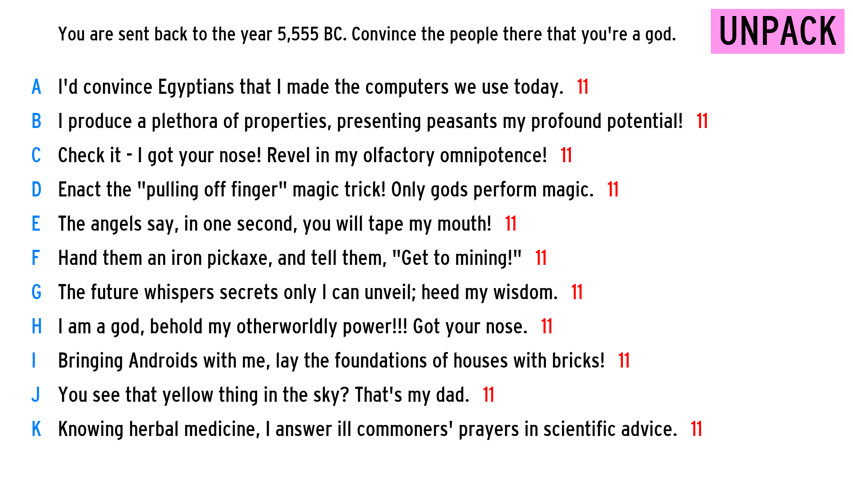 You are sent back to the year 5,555 BC. Convince the people there that you're a god.
UNPACK
A I'd convince Egyptians that I made the computers we use today. 11
B I produce a plethora of properties, presenting peasants my profound potential! 11
C Check it - I got your nose! Revel in my olfactory omnipotence! 11
D Enact the "pulling off finger" magic trick! Only gods perform magic. 11
E The angels say, in one second, you will tape my mouth! 11
F Hand them an iron pickaxe, and tell them, "Get to mining!" 11
G The future whispers secrets only I can unveil; heed my wisdom. 11
H I am a god, behold my otherworldly power!!! Got your nose. 11
I Bringing Androids with me, lay the foundations of houses with bricks! 11
J You see that yellow thing in the sky? That's my dad. 11
K Knowing herbal medicine, I answer ill commoners' prayers in scientific advice. 11